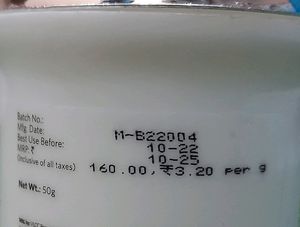 Batch No.:
Mfg. Date:
Best Use Before:
MRP: ₹
(Inclusive of all taxes)
M-B22004
10-22
10-25
160.00,₹3.20 per g
Net Wt.: 50g